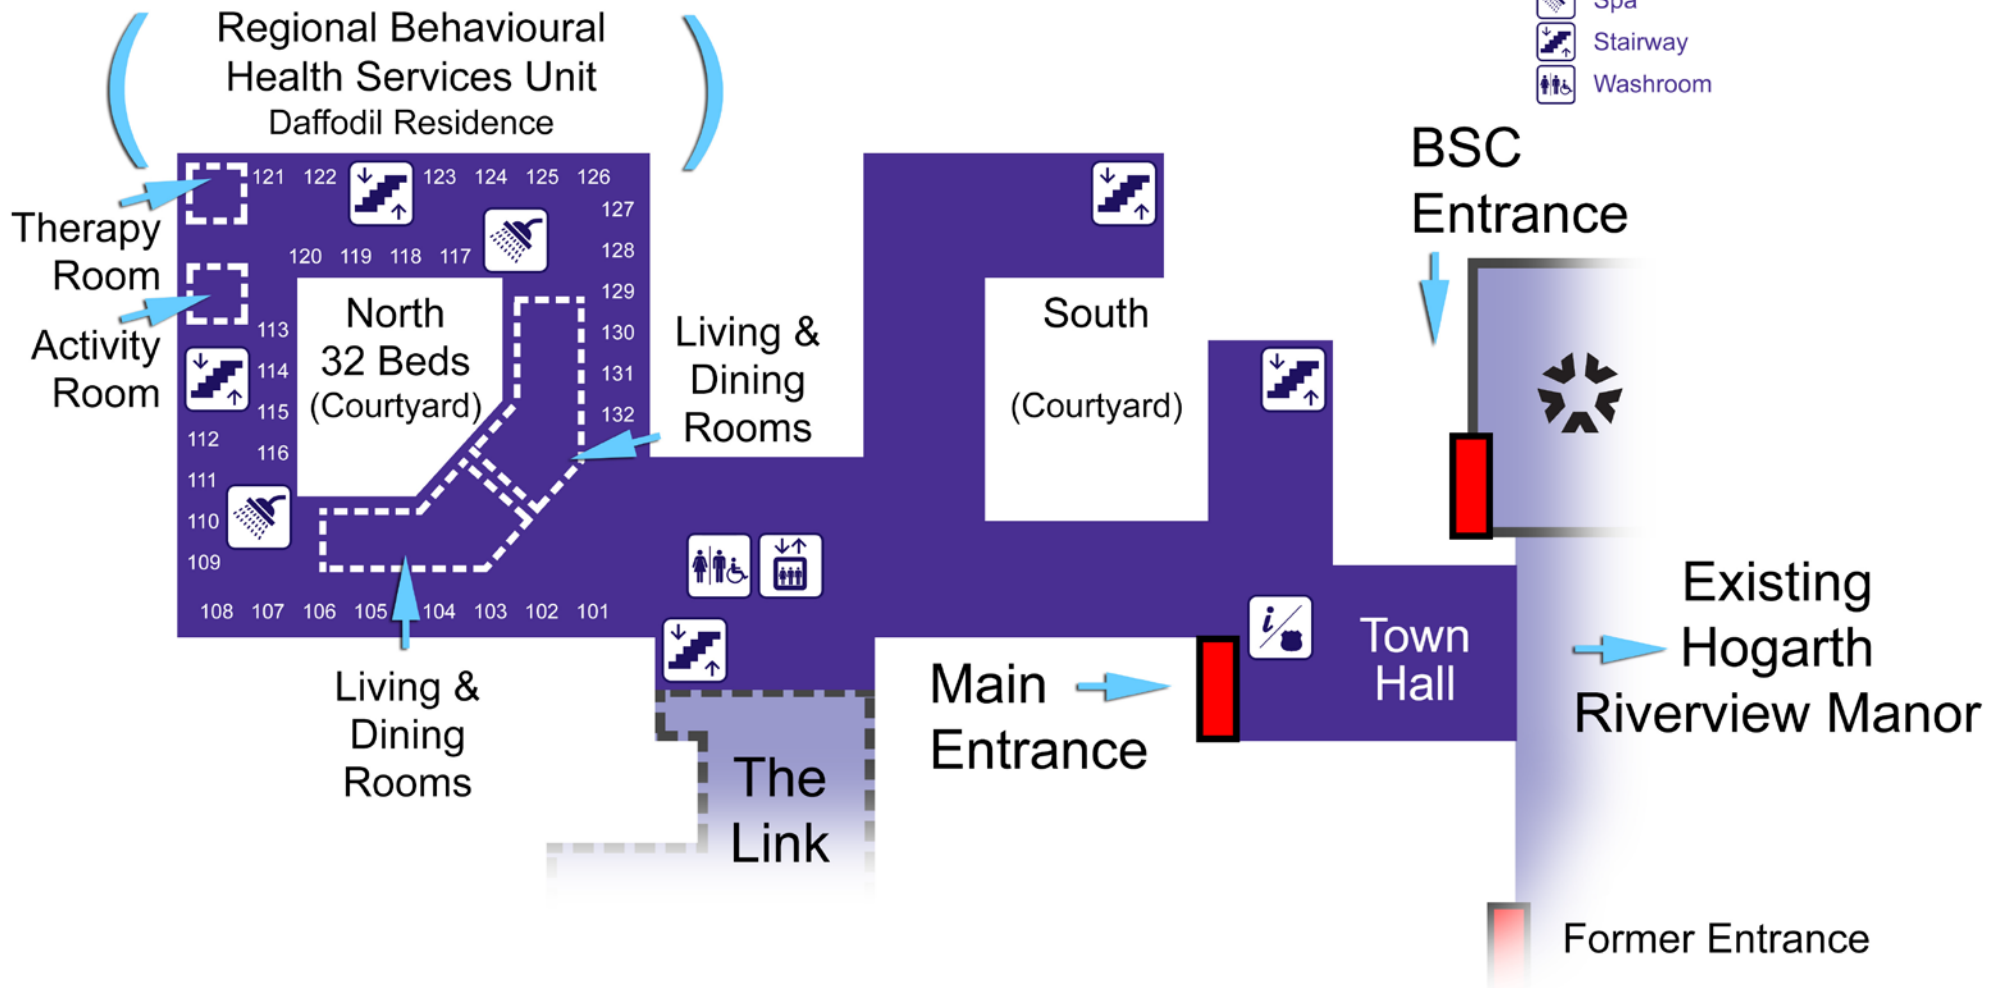 Regional Behavioural
Health Services Unit
Daffodil Residence
Spa
Stairway
Washroom
BSC
Entrance
Therapy
Room
Activity
Room
121 122 123 124 125 126
127
128
129
130
131
132
120 119 118 117
113
114
115
116
112
111
110
109
108 107 106 105 104 103 102 101
North
32 Beds
(Courtyard)
Living &
Dining
Rooms
South
(Courtyard)
Living &
Dining
Rooms
The
Link
Main
Entrance
i
Town
Hall
Existing
Hogarth
Riverview Manor
Former Entrance